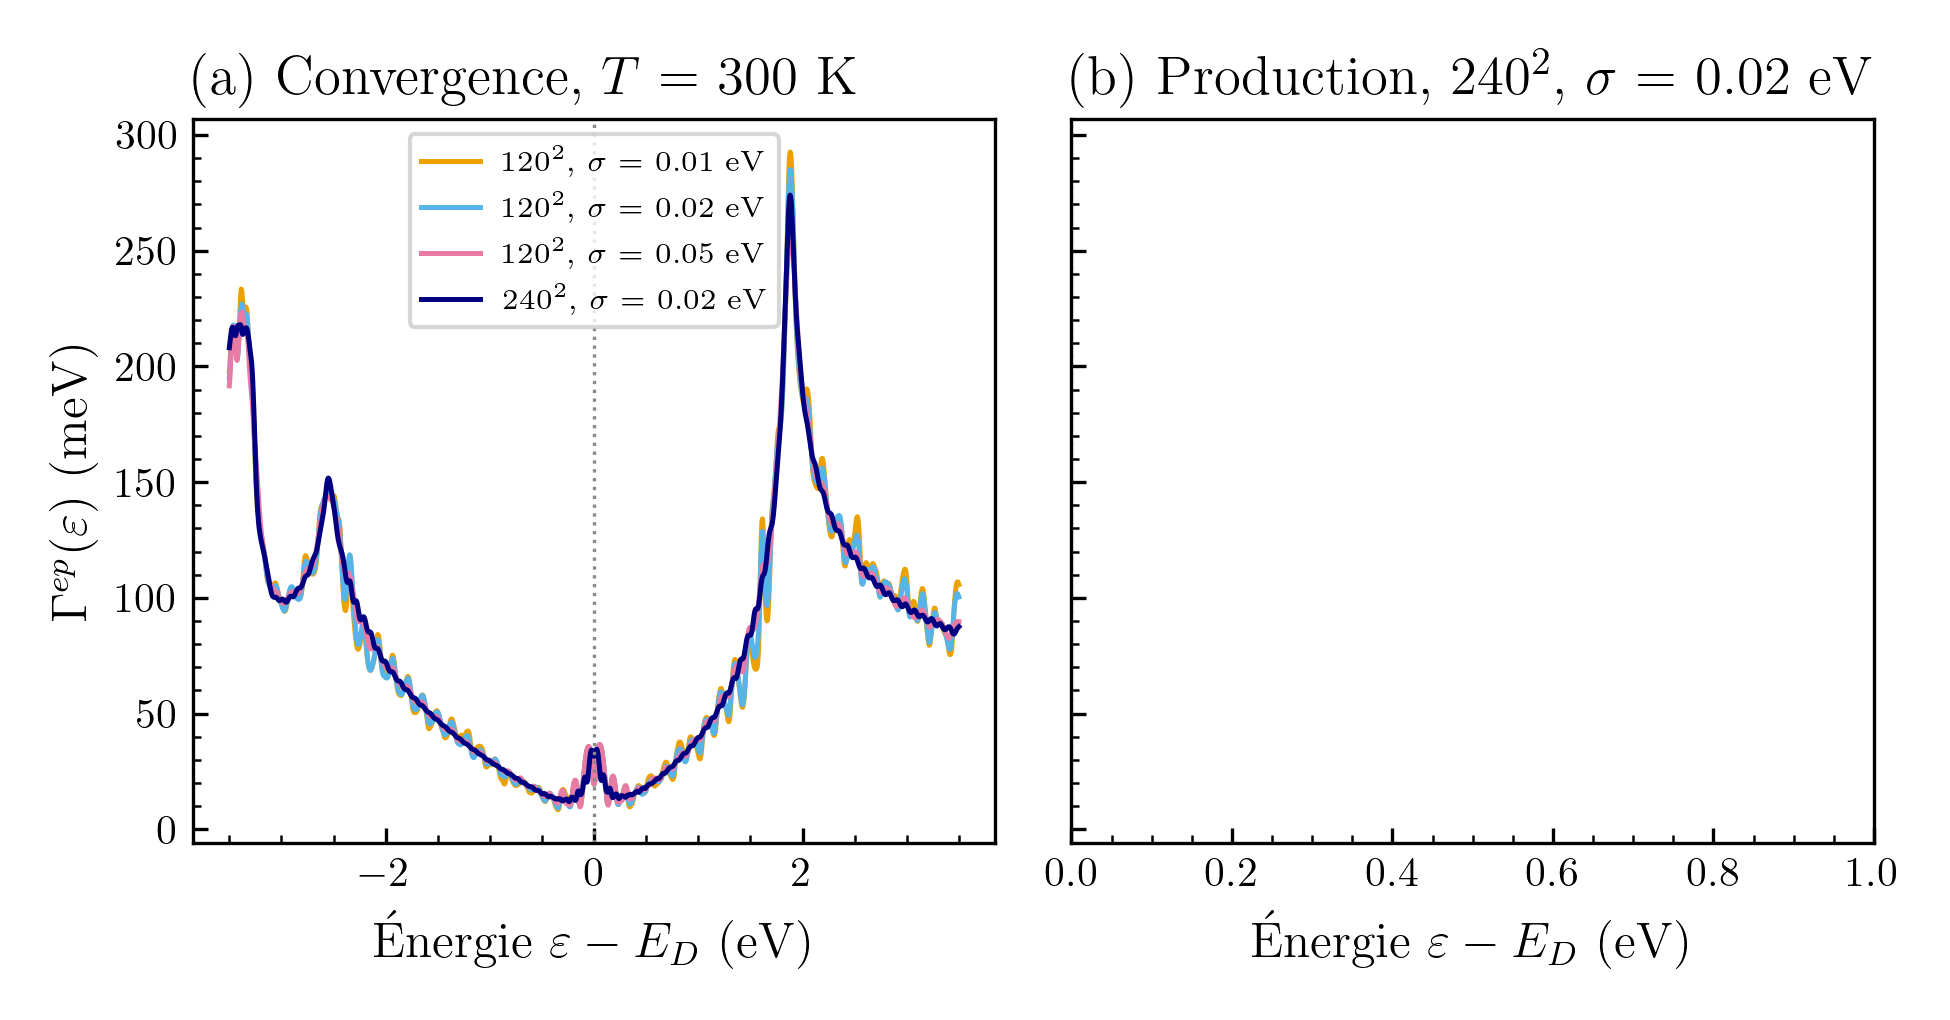 (a) Convergence, T = 300 K
(b) Production, 240², σ = 0.02 eV
120², σ = 0.01 eV
120², σ = 0.02 eV
120², σ = 0.05 eV
240², σ = 0.02 eV
300
250
200
150
100
50
0
Γ^{ep}(ε) (meV)
−2 0 2
0.0 0.2 0.4 0.6 0.8 1.0
Énergie ε − E_D (eV)
Énergie ε − E_D (eV)